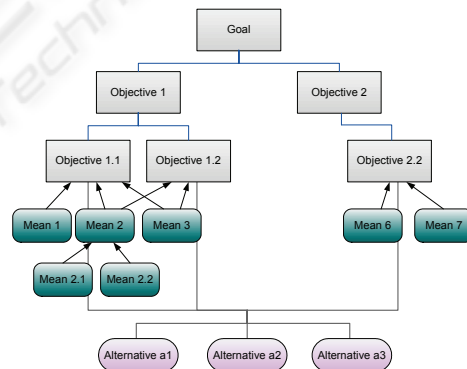 Goal
Objective 1
Objective 2
Objective 1.1
Objective 1.2
Objective 2.2
Mean 1
Mean 2
Mean 3
Mean 6
Mean 7
Mean 2.1
Mean 2.2
Alternative a1
Alternative a2
Alternative a3
Techn